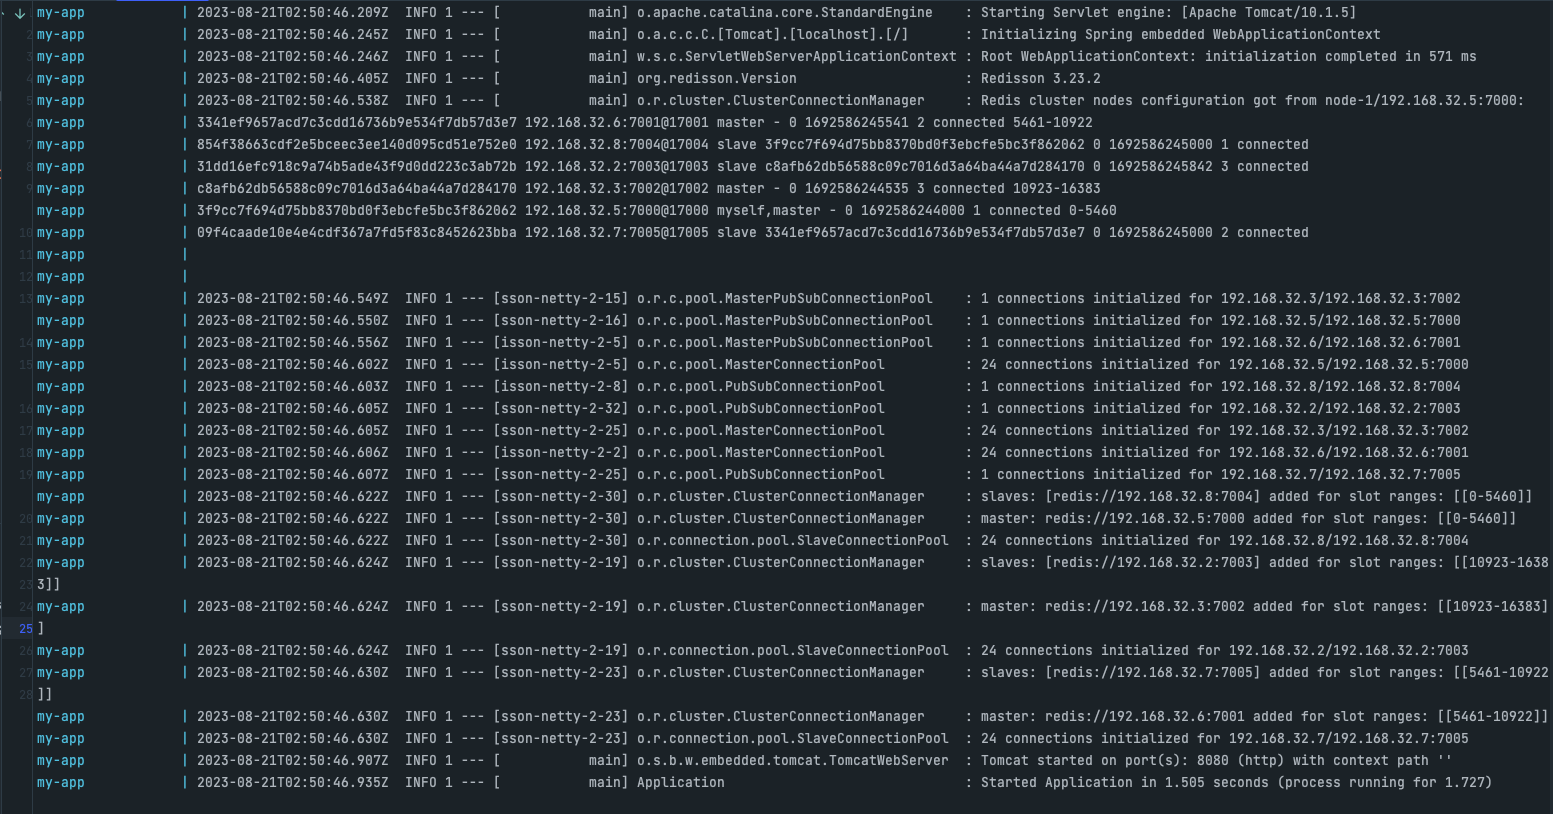 my-app | 2023-08-21T02:50:46.209Z INFO 1 --- [ main] o.apache.catalina.core.StandardEngine : Starting Servlet engine: [Apache Tomcat/10.1.5]
my-app | 2023-08-21T02:50:46.245Z INFO 1 --- [ main] o.a.c.c.C.[Tomcat].[localhost].[/] : Initializing Spring embedded WebApplicationContext
my-app | 2023-08-21T02:50:46.246Z INFO 1 --- [ main] w.s.c.ServletWebServerApplicationContext : Root WebApplicationContext: initialization completed in 571 ms
my-app | 2023-08-21T02:50:46.405Z INFO 1 --- [ main] org.redisson.Version : Redisson 3.23.2
my-app | 2023-08-21T02:50:46.538Z INFO 1 --- [ main] o.r.cluster.ClusterConnectionManager : Redis cluster nodes configuration got from node-1/192.168.32.5:7000:
my-app | 3341ef9657acd7c3cdd16736b9e534f7db57d3e7 192.168.32.6:7001@17001 master - 0 1692586245541 2 connected 5461-10922
my-app | 854f38663cdf2e5bceec3ee140d095cd51e752e0 192.168.32.8:7004@17004 slave 3f9cc7f694d75bb8370bd0f3ebcfe5bc3f862062 0 1692586245000 1 connected
my-app | 31dd16efc918c9a74b5ade43f9d0dd223c3ab72b 192.168.32.2:7003@17003 slave c8afb62db56588c09c7016d3a64ba44a7d284170 0 1692586245842 3 connected
my-app | c8afb62db56588c09c7016d3a64ba44a7d284170 192.168.32.3:7002@17002 master - 0 1692586244535 3 connected 10923-16383
my-app | 3f9cc7f694d75bb8370bd0f3ebcfe5bc3f862062 192.168.32.5:7000@17000 myself,master - 0 1692586244000 1 connected 0-5460
my-app | 09f4caade10e4e4cdf367a7fd5f83c8452623bba 192.168.32.7:7005@17005 slave 3341ef9657acd7c3cdd16736b9e534f7db57d3e7 0 1692586245000 2 connected
my-app |
my-app |
my-app | 2023-08-21T02:50:46.549Z INFO 1 --- [sson-netty-2-15] o.r.c.pool.MasterPubSubConnectionPool : 1 connections initialized for 192.168.32.3/192.168.32.3:7002
my-app | 2023-08-21T02:50:46.550Z INFO 1 --- [sson-netty-2-16] o.r.c.pool.MasterPubSubConnectionPool : 1 connections initialized for 192.168.32.5/192.168.32.5:7000
my-app | 2023-08-21T02:50:46.556Z INFO 1 --- [isson-netty-2-5] o.r.c.pool.MasterPubSubConnectionPool : 1 connections initialized for 192.168.32.6/192.168.32.6:7001
my-app | 2023-08-21T02:50:46.602Z INFO 1 --- [isson-netty-2-5] o.r.c.pool.MasterConnectionPool : 24 connections initialized for 192.168.32.5/192.168.32.5:7000
my-app | 2023-08-21T02:50:46.603Z INFO 1 --- [isson-netty-2-8] o.r.c.pool.PubSubConnectionPool : 1 connections initialized for 192.168.32.8/192.168.32.8:7004
my-app | 2023-08-21T02:50:46.605Z INFO 1 --- [sson-netty-2-32] o.r.c.pool.PubSubConnectionPool : 1 connections initialized for 192.168.32.2/192.168.32.2:7003
my-app | 2023-08-21T02:50:46.605Z INFO 1 --- [sson-netty-2-25] o.r.c.pool.MasterConnectionPool : 24 connections initialized for 192.168.32.3/192.168.32.3:7002
my-app | 2023-08-21T02:50:46.606Z INFO 1 --- [isson-netty-2-2] o.r.c.pool.MasterConnectionPool : 24 connections initialized for 192.168.32.6/192.168.32.6:7001
my-app | 2023-08-21T02:50:46.607Z INFO 1 --- [sson-netty-2-25] o.r.c.pool.PubSubConnectionPool : 1 connections initialized for 192.168.32.7/192.168.32.7:7005
my-app | 2023-08-21T02:50:46.622Z INFO 1 --- [sson-netty-2-30] o.r.cluster.ClusterConnectionManager : slaves: [redis://192.168.32.8:7004] added for slot ranges: [[0-5460]]
my-app | 2023-08-21T02:50:46.622Z INFO 1 --- [sson-netty-2-30] o.r.cluster.ClusterConnectionManager : master: redis://192.168.32.5:7000 added for slot ranges: [[0-5460]]
my-app | 2023-08-21T02:50:46.622Z INFO 1 --- [sson-netty-2-30] o.r.connection.pool.SlaveConnectionPool : 24 connections initialized for 192.168.32.8/192.168.32.8:7004
my-app | 2023-08-21T02:50:46.624Z INFO 1 --- [sson-netty-2-19] o.r.cluster.ClusterConnectionManager : slaves: [redis://192.168.32.2:7003] added for slot ranges: [[10923-1638
3]]
my-app | 2023-08-21T02:50:46.624Z INFO 1 --- [sson-netty-2-19] o.r.cluster.ClusterConnectionManager : master: redis://192.168.32.3:7002 added for slot ranges: [[10923-16383]
25 ]
my-app | 2023-08-21T02:50:46.624Z INFO 1 --- [sson-netty-2-19] o.r.connection.pool.SlaveConnectionPool : 24 connections initialized for 192.168.32.2/192.168.32.2:7003
my-app | 2023-08-21T02:50:46.630Z INFO 1 --- [sson-netty-2-23] o.r.cluster.ClusterConnectionManager : slaves: [redis://192.168.32.7:7005] added for slot ranges: [[5461-10922
]]
my-app | 2023-08-21T02:50:46.630Z INFO 1 --- [sson-netty-2-23] o.r.cluster.ClusterConnectionManager : master: redis://192.168.32.6:7001 added for slot ranges: [[5461-10922]]
my-app | 2023-08-21T02:50:46.630Z INFO 1 --- [sson-netty-2-23] o.r.connection.pool.SlaveConnectionPool : 24 connections initialized for 192.168.32.7/192.168.32.7:7005
my-app | 2023-08-21T02:50:46.907Z INFO 1 --- [ main] o.s.b.w.embedded.tomcat.TomcatWebServer : Tomcat started on port(s): 8080 (http) with context path ''
my-app | 2023-08-21T02:50:46.935Z INFO 1 --- [ main] Application : Started Application in 1.505 seconds (process running for 1.727)